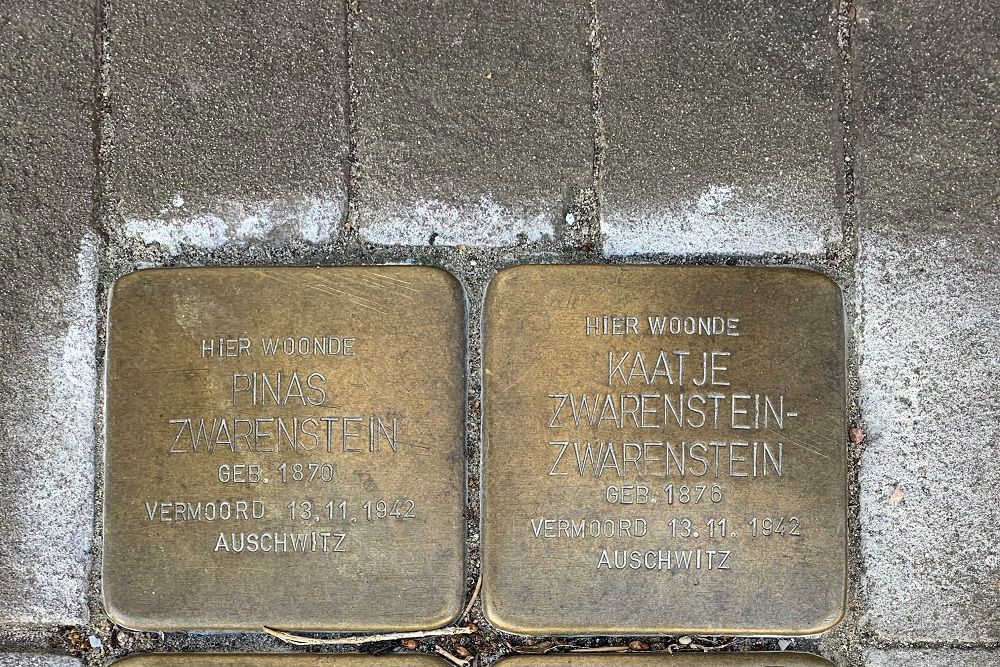 HIER WOONDE
PINAS
ZWARENSTEIN
GEB. 1870
VERMOORD 13.11.1942
AUSCHWITZ
HIER WOONDE
KAATJE
ZWARENSTEIN-
ZWARENSTEIN
GEB. 1876
VERMOORD 13.11.1942
AUSCHWITZ